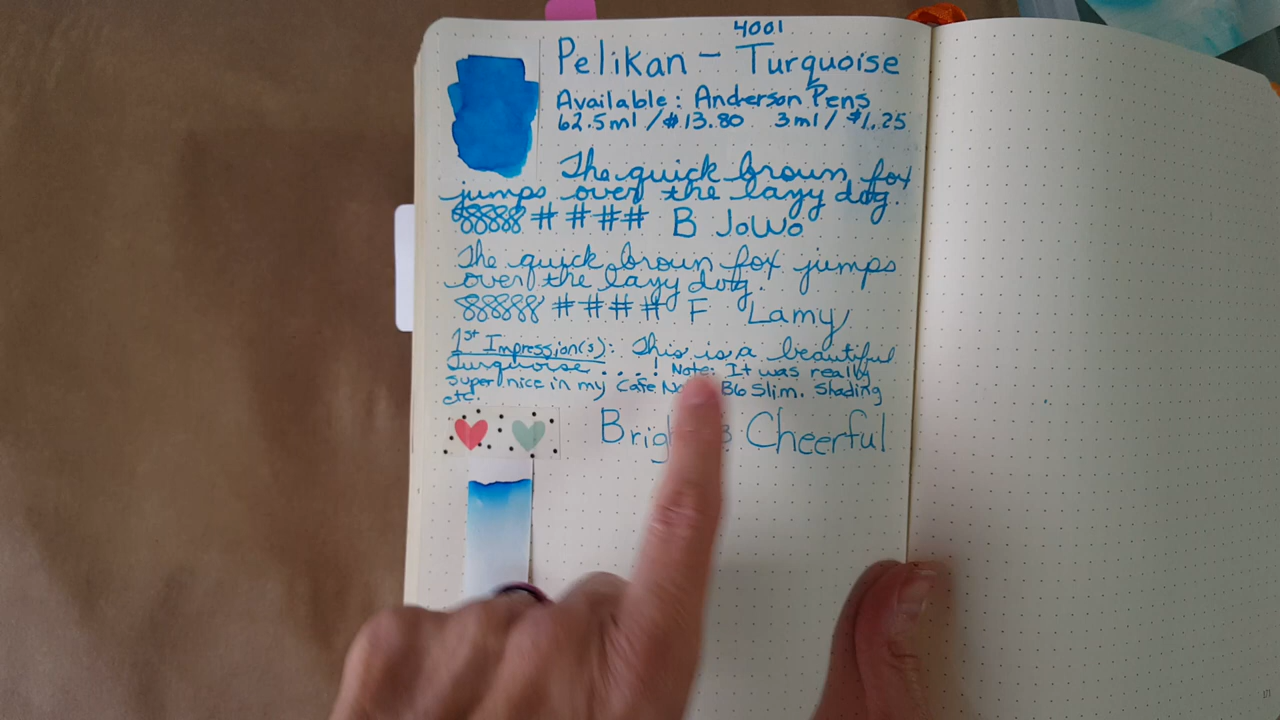 4001
Pelikan - Turquoise
Available: Anderson Pens
62.5ml/$13.80 3ml/$1.25
The quick brown fox
jumps over the lazy dog.
88888 # # # # B JoWo
The quick brown fox jumps
over the lazy dog.
88888 # # # # F Lamy
1st Impression(s): This is a beautiful
turquoise . . . . ! Note: It was really
super nice in my Cafe B6 Slim. Shading
etc.
Cheerful